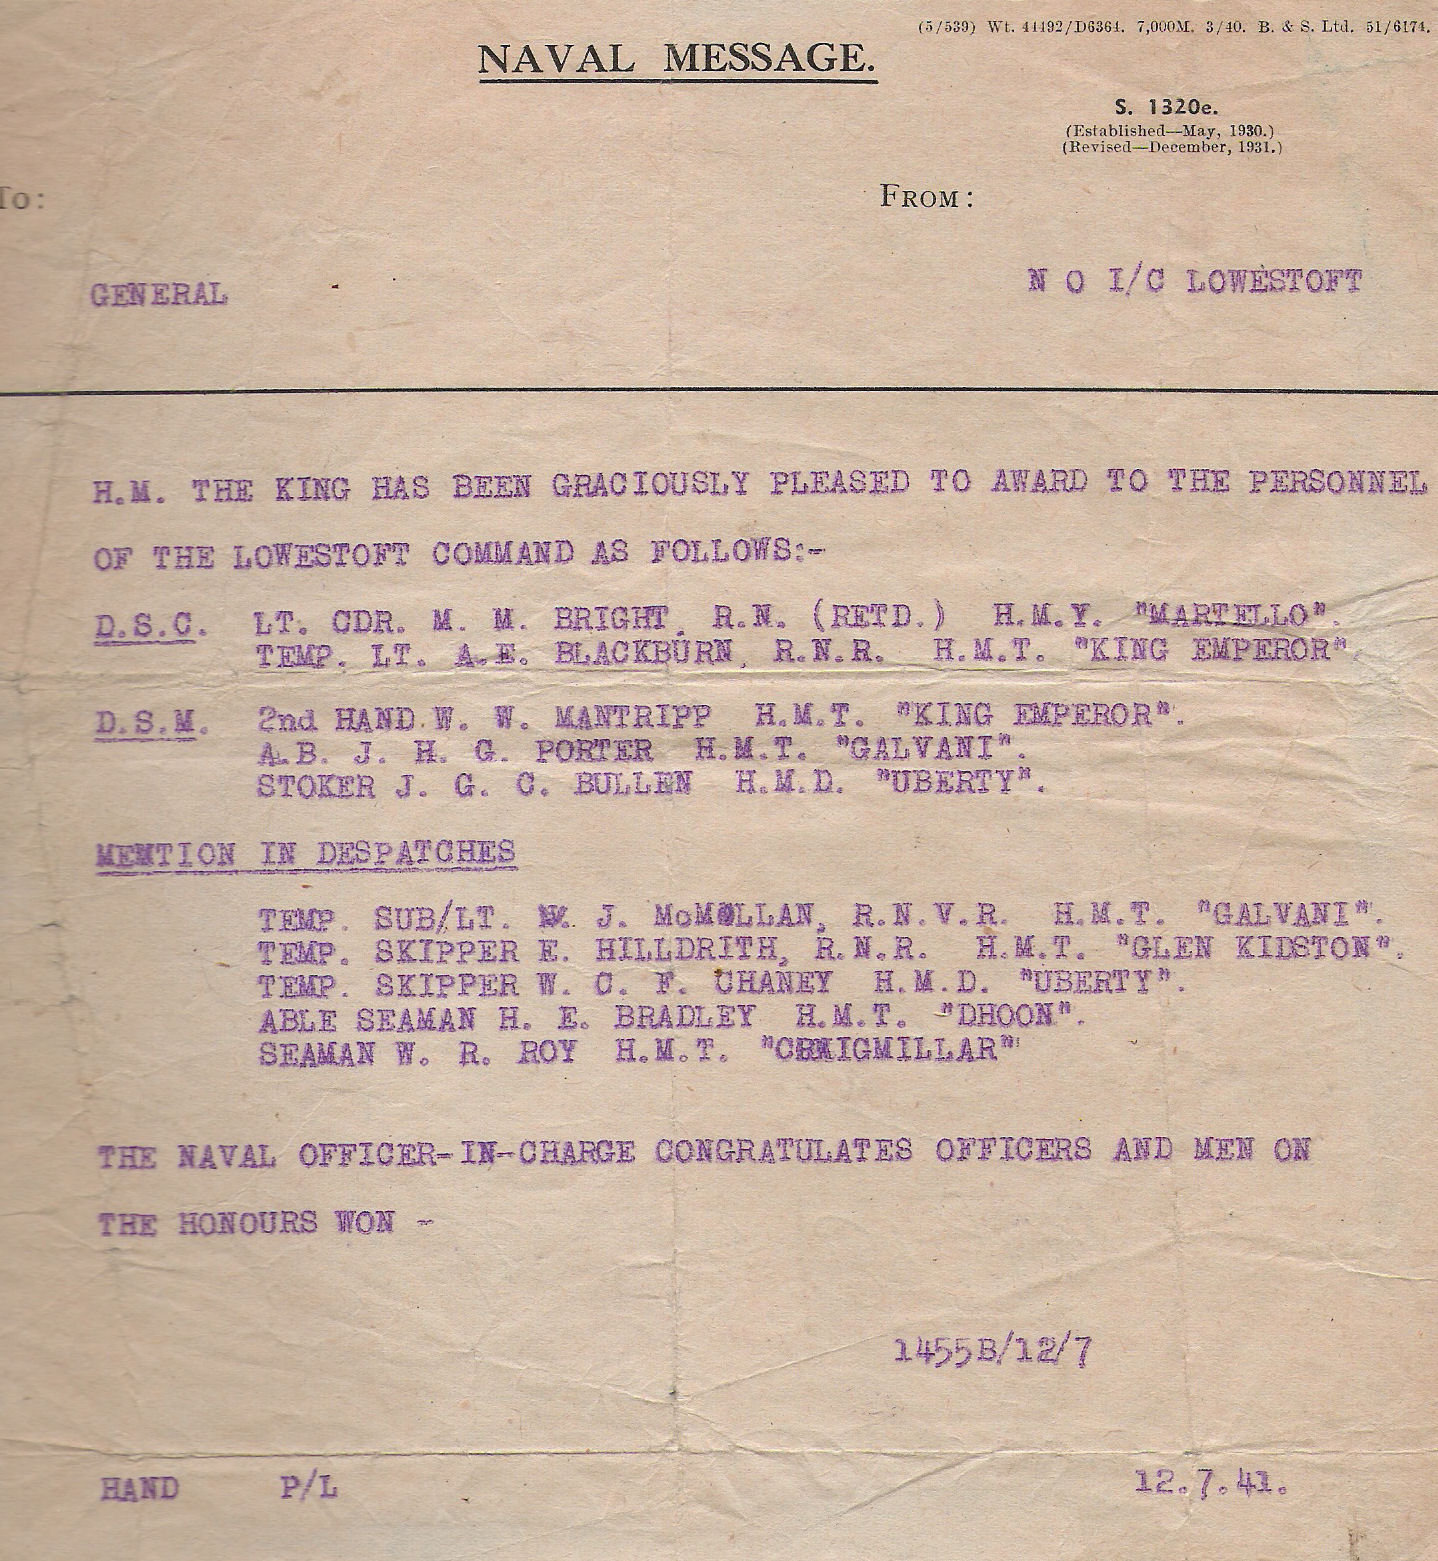 (5/539) Wt. 44492/D6364. 7,000M. 3/40. B. & S. Ltd. 51/6174.
NAVAL MESSAGE.
S. 1320e.
(Established—May, 1930.)
(Revised—December, 1931.)
To:
FROM:
GENERAL
N O I/C LOWESTOFT
H.M. THE KING HAS BEEN GRACIOUSLY PLEASED TO AWARD TO THE PERSONNEL
OF THE LOWESTOFT COMMAND AS FOLLOWS:-
D.S.C. LT. CDR. M. M. BRIGHT, R.N. (RETD.) H.M.Y. "MARTELLO".
TEMP. LT. A.E. BLACKBURN, R.N.R. H.M.T. "KING EMPEROR".
D.S.M. 2nd HAND W. W. MANTRIPP H.M.T. "KING EMPEROR".
A.B. J. H. G. PORTER H.M.T. "GALVANI".
STOKER J. G. C. BULLEN H.M.D. "UBERTY".
MENTION IN DESPATCHES
TEMP. SUB/LT. W. J. McMOLLAN, R.N.V.R. H.M.T. "GALVANI".
TEMP. SKIPPER E. HILLDRITH, R.N.R. H.M.T. "GLEN KIDSTON".
TEMP. SKIPPER W. C. F. CHANEY H.M.D. "UBERTY".
ABLE SEAMAN H. E. BRADLEY H.M.T. "DHOON".
SEAMAN W. R. ROY H.M.T. "CRAIGMILLAR"
THE NAVAL OFFICER-IN-CHARGE CONGRATULATES OFFICERS AND MEN ON
THE HONOURS WON -
1455B/12/7
HAND P/L 12.7.41.